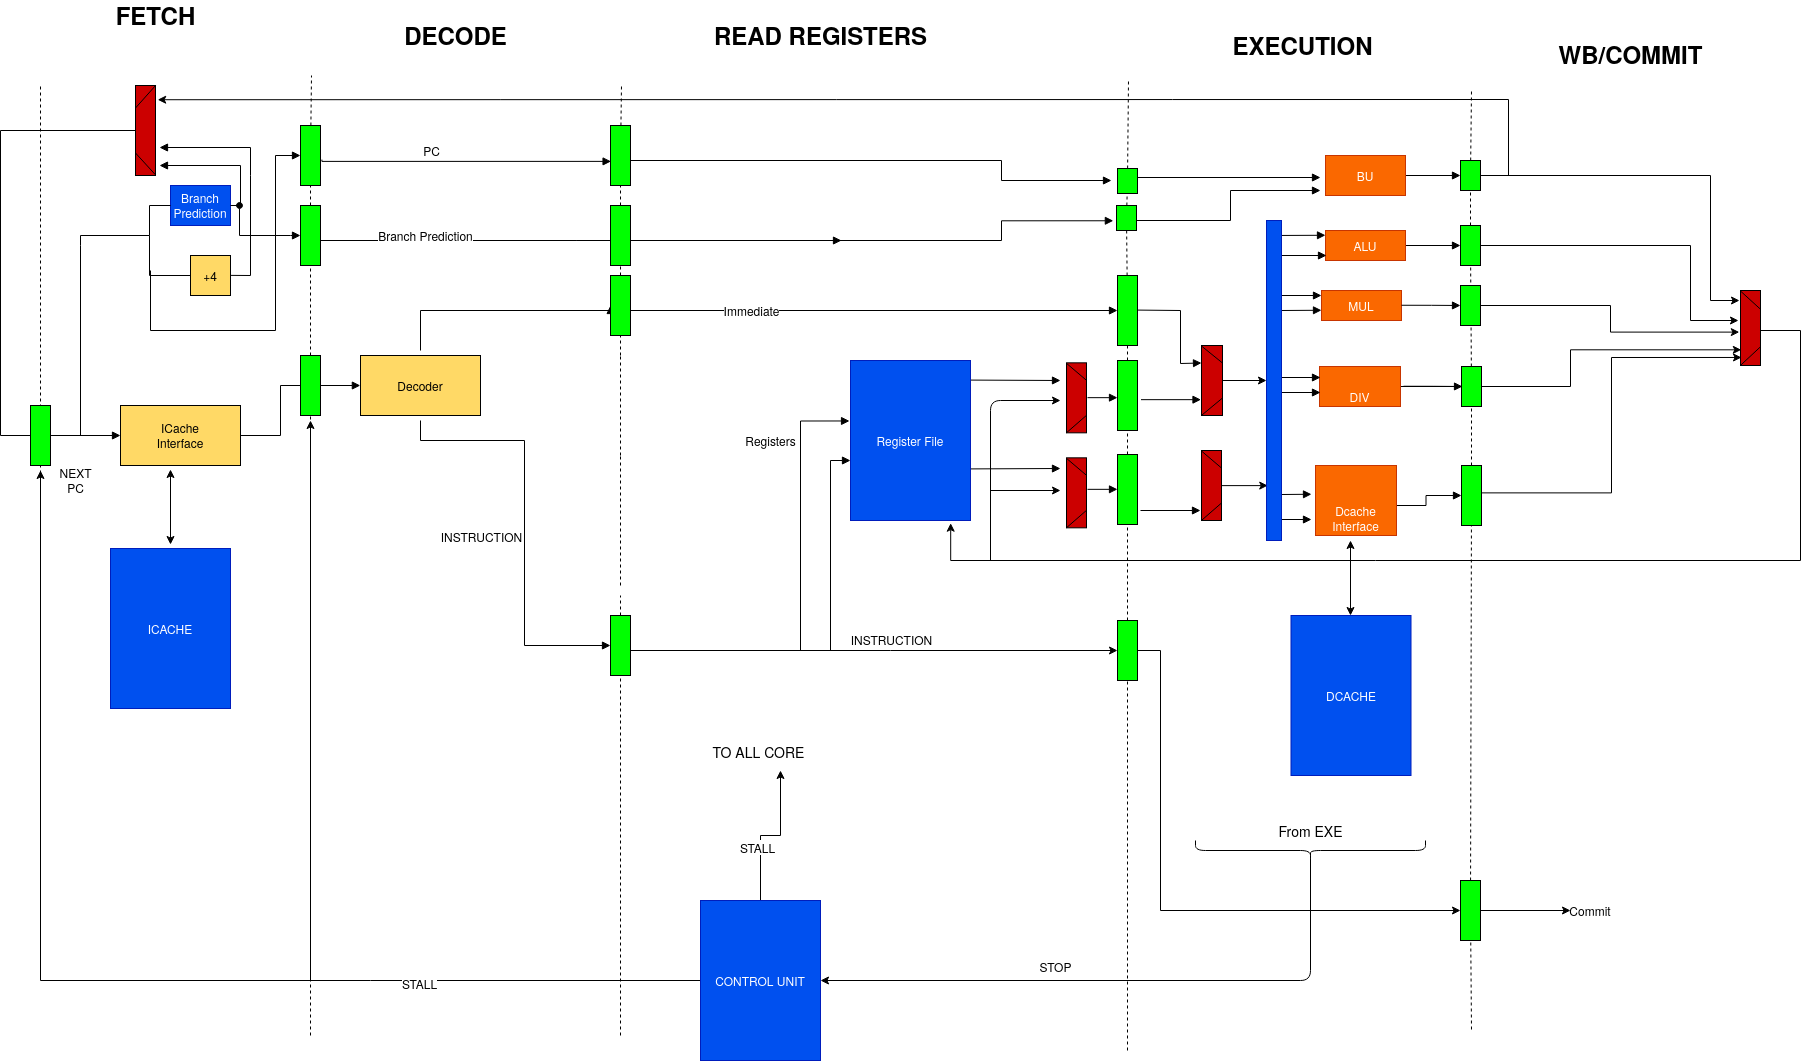 FETCH
DECODE
READ REGISTERS
EXECUTION
WB/COMMIT
PC
Branch
Prediction
Branch Prediction
+4
BU
ALU
MUL
DIV
Immediate
Decoder
ICache
Interface
NEXT
PC
Registers
Register File
Dcache
Interface
INSTRUCTION
ICACHE
INSTRUCTION
DCACHE
TO ALL CORE
STALL
From EXE
Commit
STOP
CONTROL UNIT
STALL